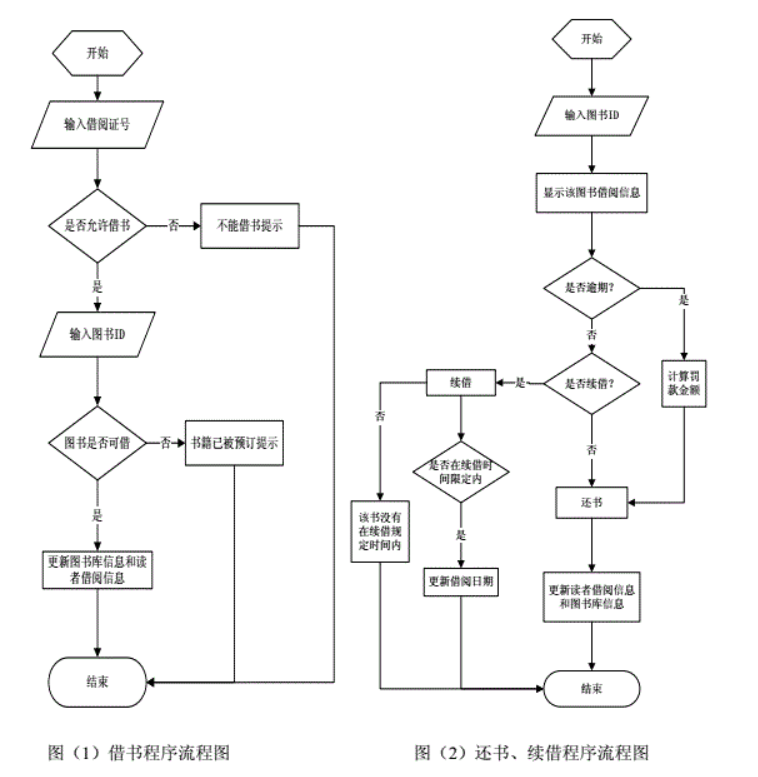 开始
输入借阅证号
是否允许借书
否
不能借书提示
是
输入图书ID
图书是否可借
否
书籍已被预订提示
是
更新图书库信息和读
者借阅信息
结束
图（1）借书程序流程图
开始
输入图书ID
显示该图书借阅信息
是否逾期?
是
否
计算罚
款金额
是否续借?
是
续借
否
是否在续借时
间限定内
否
还书
该书没有
在续借规
定时间内
是
更新借阅日期
更新读者借阅信息
和图书库信息
结束
图（2）还书、续借程序流程图